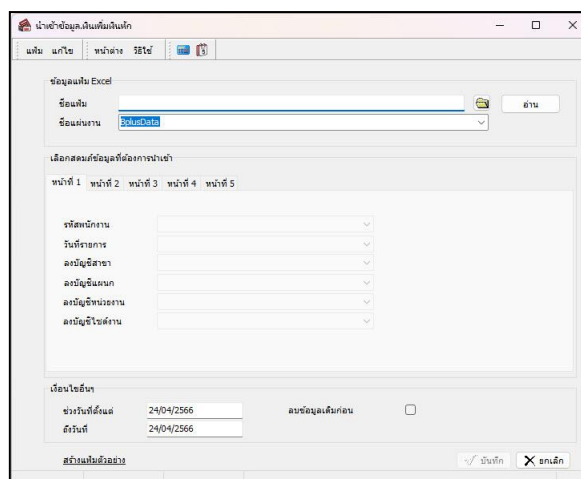 นำเข้าข้อมูล.เงินเพิ่มเงินหัก
แฟ้ม แก้ไข หน้าต่าง วิธีใช้
ข้อมูลแฟ้ม Excel
ชื่อแฟ้ม อ่าน
ชื่อแผ่นงาน BplusData
เลือกสดมภ์ข้อมูลที่ต้องการนำเข้า
หน้าที่ 1 หน้าที่ 2 หน้าที่ 3 หน้าที่ 4 หน้าที่ 5
รหัสพนักงาน
วันที่รายการ
ลงบัญชีสาขา
ลงบัญชีแผนก
ลงบัญชีหน่วยงาน
ลงบัญชีไซต์งาน
เงื่อนไขอื่นๆ
ช่วงวันที่ตั้งแต่ 24/04/2566 ลบข้อมูลเดิมก่อน
ถึงวันที่ 24/04/2566
สร้างแฟ้มตัวอย่าง บันทึก ยกเลิก